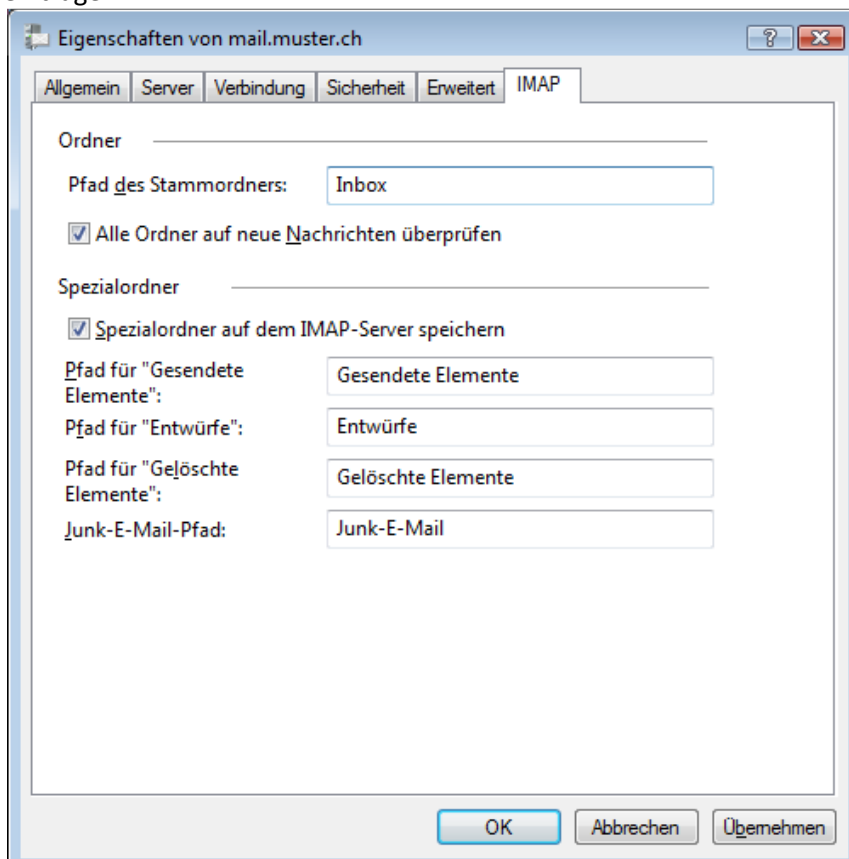 Eigenschaften von mail.muster.ch
Allgemein Server Verbindung Sicherheit Erweitert IMAP
Ordner
Pfad des Stammordners: Inbox
Alle Ordner auf neue Nachrichten überprüfen
Spezialordner
Spezialordner auf dem IMAP-Server speichern
Pfad für "Gesendete
Elemente": Gesendete Elemente
Pfad für "Entwürfe": Entwürfe
Pfad für "Gelöschte
Elemente": Gelöschte Elemente
Junk-E-Mail-Pfad: Junk-E-Mail
OK Abbrechen Übernehmen